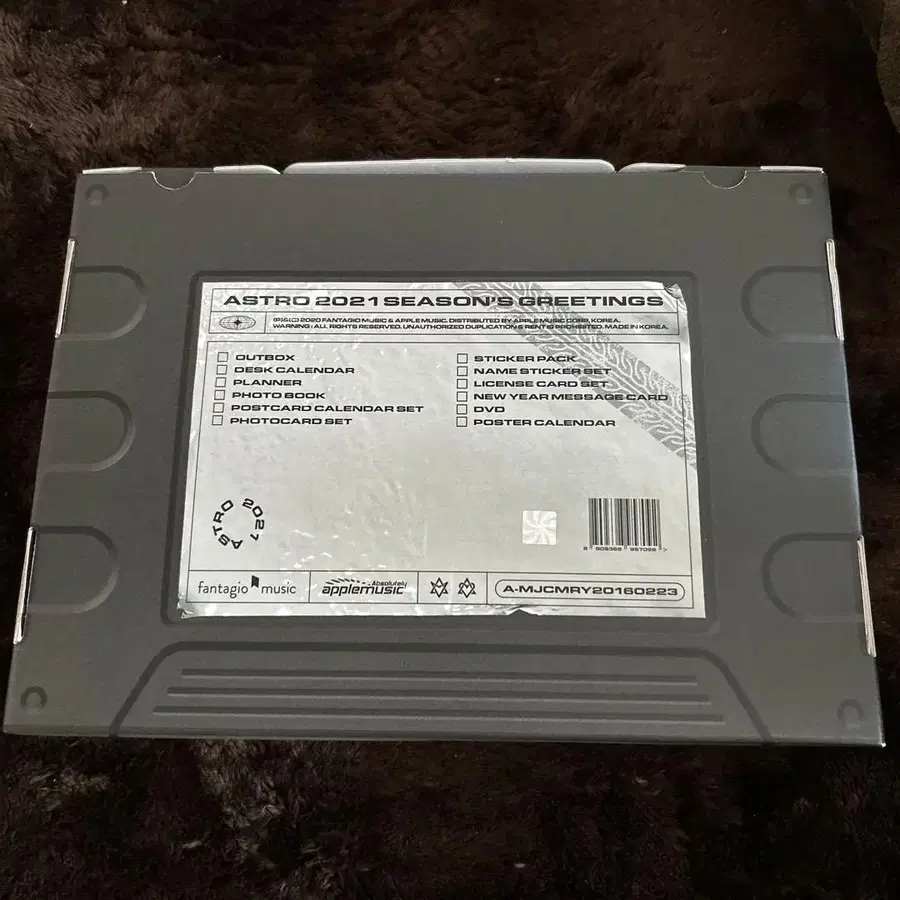 ASTRO 2021 SEASON'S GREETINGS
(P)&(C) 2020 FANTAGIO MUSIC & APPLE MUSIC. DISTRIBUTED BY APPLE MUSIC CORP, KOREA.
WARNING : ALL RIGHTS RESERVED. UNAUTHORIZED DUPLICATION & RENT IS PROHIBITED. MADE IN KOREA.
OUTBOX
DESK CALENDAR
PLANNER
PHOTO BOOK
POSTCARD CALENDAR SET
PHOTOCARD SET
STICKER PACK
NAME STICKER SET
LICENSE CARD SET
NEW YEAR MESSAGE CARD
DVD
POSTER CALENDAR
ASTRO 2021
fantagio music
Absolutely
applemusic
A-MJCMRY20160223